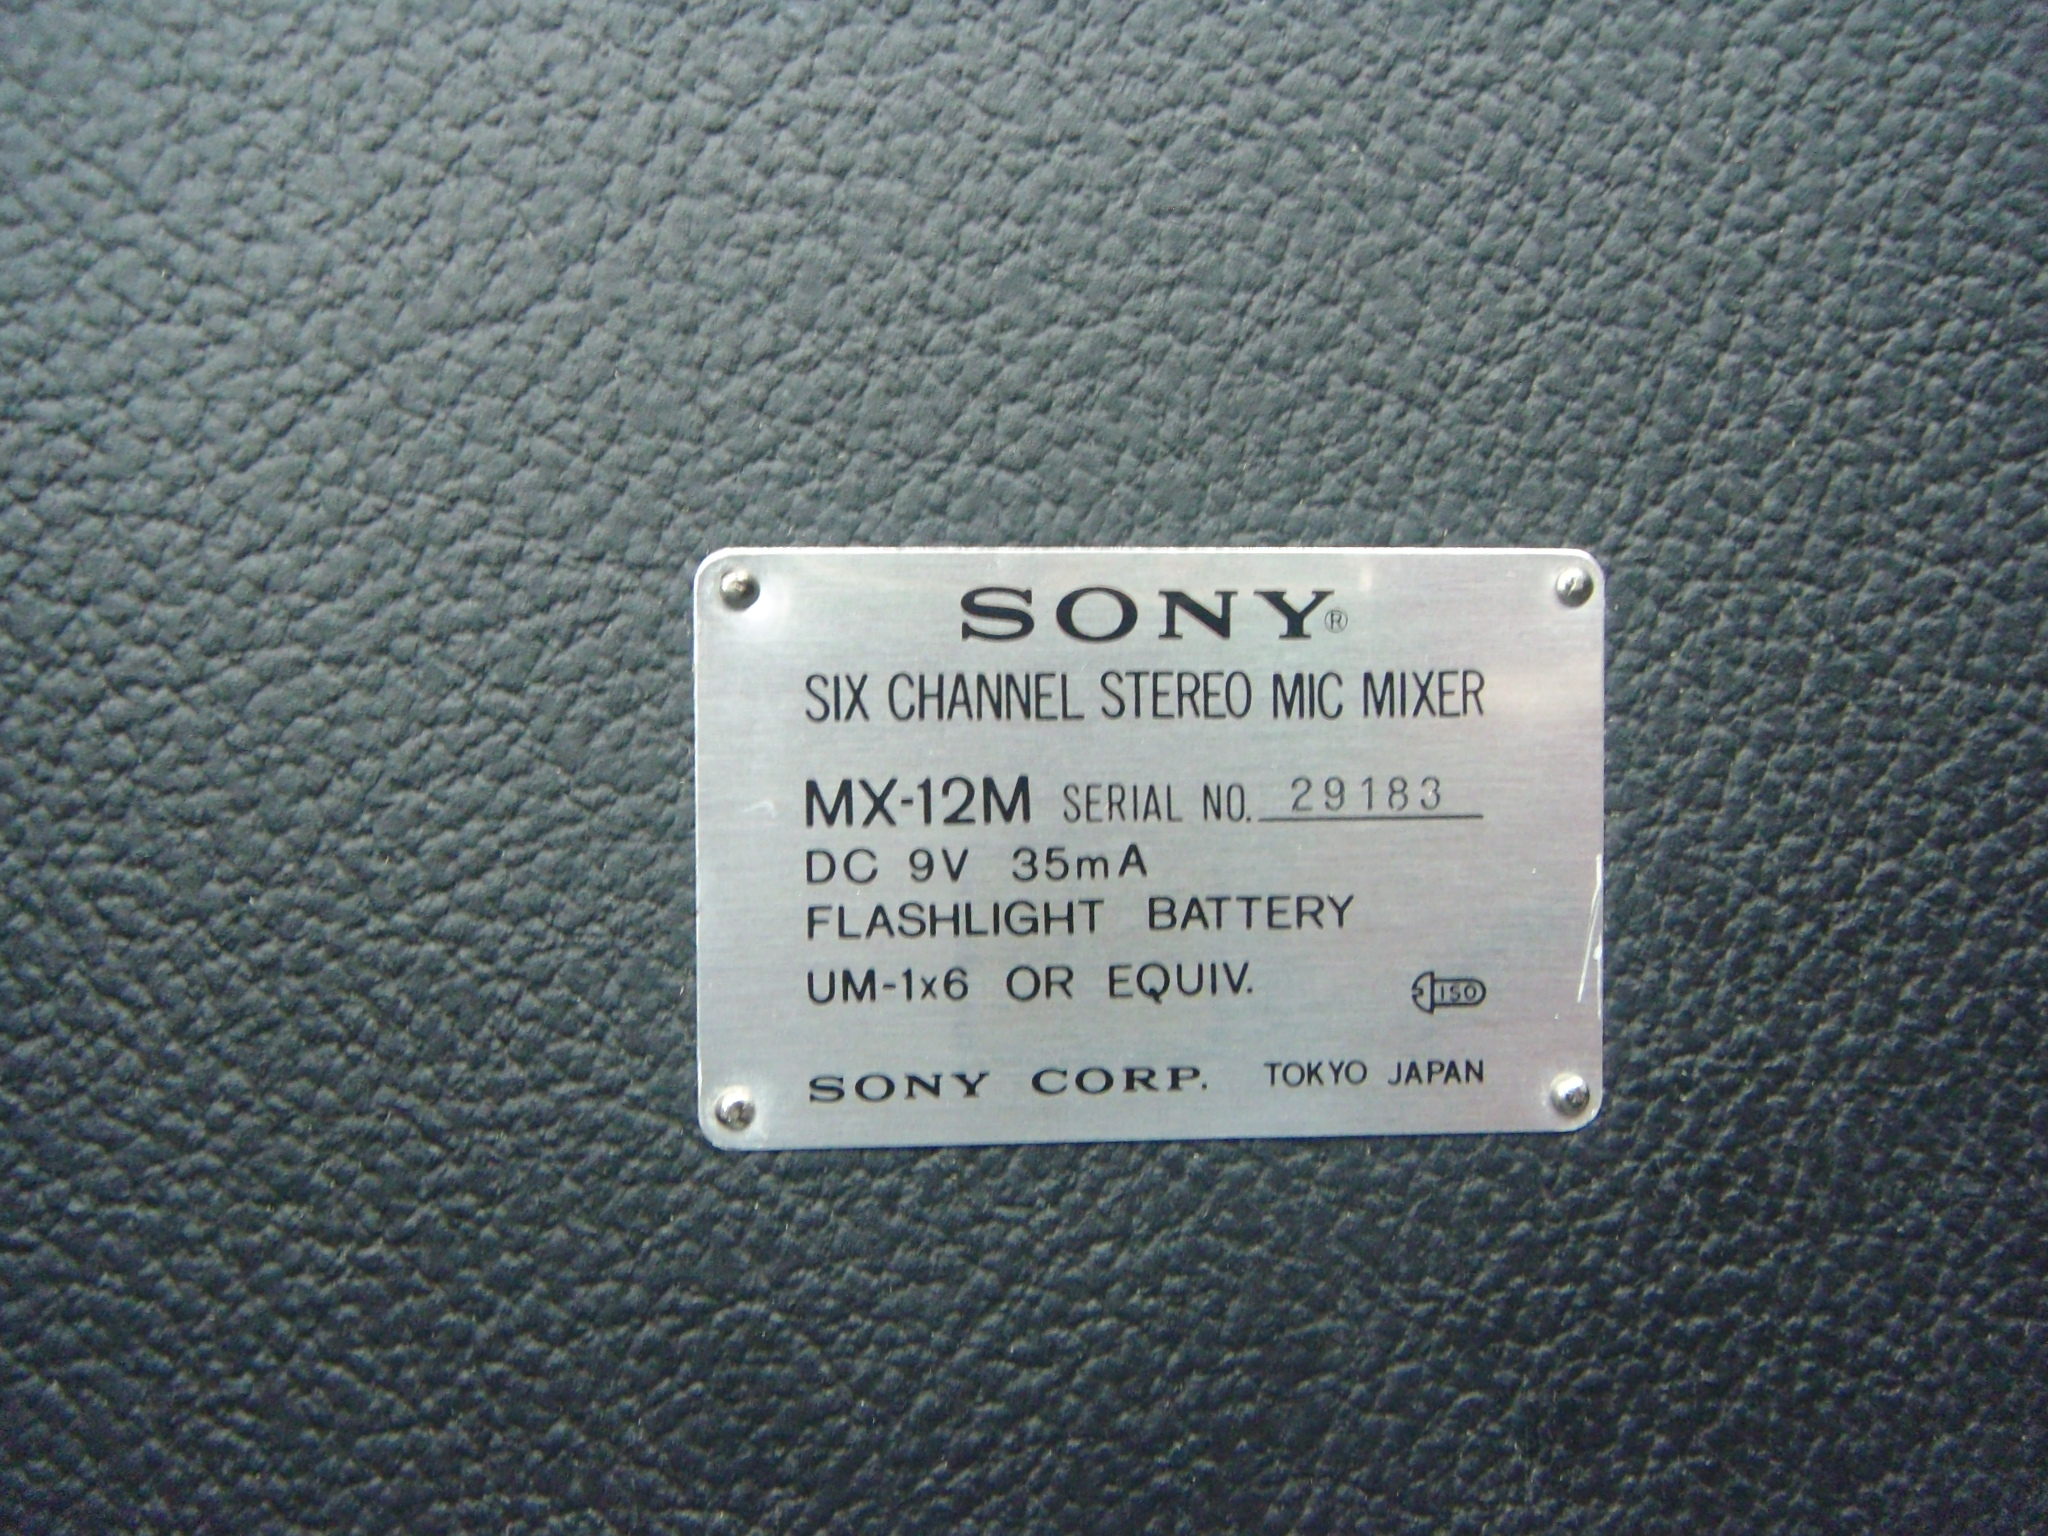 SONY®
SIX CHANNEL STEREO MIC MIXER
MX-12M SERIAL NO. 29183
DC 9V 35mA
FLASHLIGHT BATTERY
UM-1x6 OR EQUIV.
ISO
SONY CORP. TOKYO JAPAN